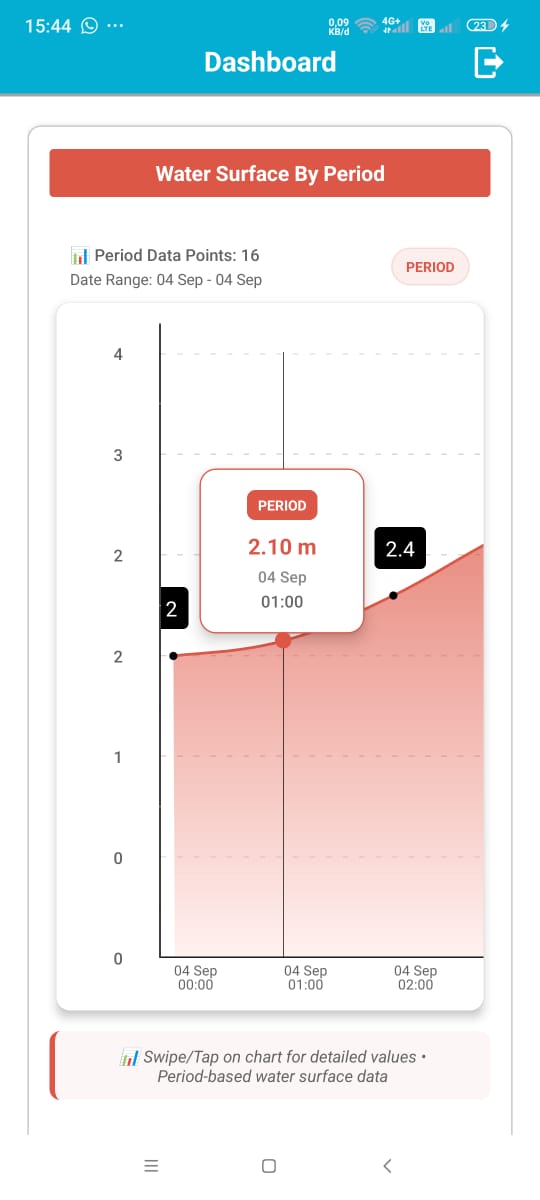 15:44 ...
0,09 KB/d 4G+ Vo LTE 23
Dashboard
Water Surface By Period
Period Data Points: 16
Date Range: 04 Sep - 04 Sep
PERIOD
4
3
2
2
1
0
0
PERIOD
2.10 m
04 Sep
01:00
2
2.4
04 Sep 04 Sep 04 Sep
00:00 01:00 02:00
Swipe/Tap on chart for detailed values •
Period-based water surface data